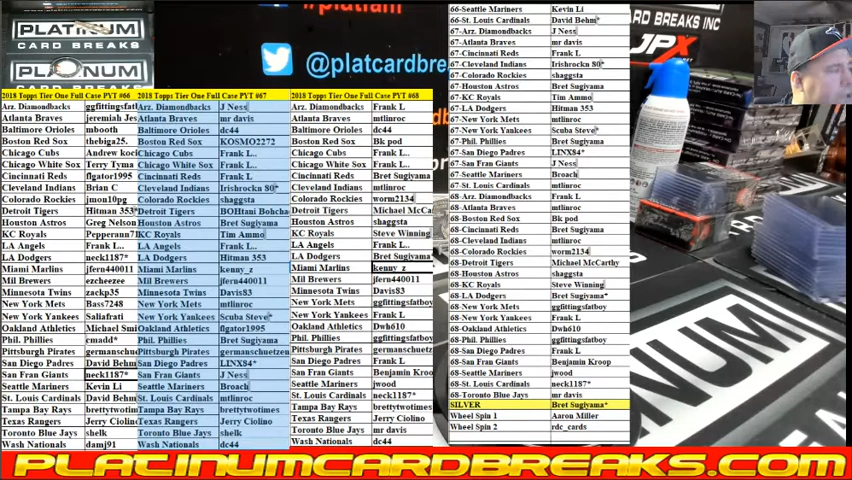 PLATINUM
CARD BREAKS
PLATINUM
CARD BREAKS
@platcardbre
RD BREAKS INC
JPX
2018 Topps Tier One Full Case PYT #66
Arz. Diamondbacks ggfittingsfatb
Atlanta Braves jeremiah Jes
Baltimore Orioles mbooth
Boston Red Sox thebiga25.
Chicago Cubs Andrew koci
Chicago White Sox Terry Tyma
Cincinnati Reds flgator1995
Cleveland Indians Brian C
Colorado Rockies jmon10pg
Detroit Tigers Hitman 353*
Houston Astros Greg Nelson
KC Royals Pepperaun71
LA Angels Frank L..
LA Dodgers neck1187*
Miami Marlins jfern440011
Mil Brewers ezcheezee
Minnesota Twins zackp35
New York Mets Bass7248
New York Yankees Saliafrati
Oakland Athletics Michael Smi
Phil. Phillies cmadd*
Pittsburgh Pirates germanschu
San Diego Padres David Behm
San Fran Giants neck1187*
Seattle Mariners Kevin Li
St. Louis Cardinals David Behm
Tampa Bay Rays brettytwotim
Texas Rangers Jerry Ciolino
Toronto Blue Jays shelk
Wash Nationals damj91
2018 Topps Tier One Full Case PYT #67
Arz. Diamondbacks J Ness
Atlanta Braves mr davis
Baltimore Orioles dc44
Boston Red Sox KOSMO2272
Chicago Cubs Frank L..
Chicago White Sox Frank L..
Cincinnati Reds Frank L..
Cleveland Indians Irishrocks 80*
Colorado Rockies shaggsta
Detroit Tigers BOHtani Bohcha
Houston Astros Bret Sugiyama
KC Royals Tim Ammo
LA Angels Frank L..
LA Dodgers Hitman 353
Miami Marlins kenny_z
Mil Brewers jfern440011
Minnesota Twins Davis83
New York Mets mtlinroc
New York Yankees Scuba Steve*
Oakland Athletics flgator1995
Phil. Phillies Bret Sugiyama
Pittsburgh Pirates germanschuetzen
San Diego Padres LINX84*
San Fran Giants J Ness
Seattle Mariners Broach
St. Louis Cardinals mtlinroc
Tampa Bay Rays brettytwotimes
Texas Rangers Jerry Ciolino
Toronto Blue Jays shelk
Wash Nationals dc44
2018 Topps Tier One Full Case PYT #68
Arz. Diamondbacks Frank L
Atlanta Braves mtlinroc
Baltimore Orioles dc44
Boston Red Sox Bk pod
Chicago Cubs Frank L..
Chicago White Sox Frank L..
Cincinnati Reds Bret Sugiyama
Cleveland Indians mtlinroc
Colorado Rockies worm2134
Detroit Tigers Michael McCa
Houston Astros shaggsta
KC Royals Steve Winning
LA Angels Frank L..
LA Dodgers Bret Sugiyama
Miami Marlins kenny_z
Mil Brewers jfern440011
Minnesota Twins Davis83
New York Mets ggfittingsfatboy
New York Yankees Frank L..
Oakland Athletics Dwh610
Phil. Phillies ggfittingsfatboy
Pittsburgh Pirates germanschuetz
San Diego Padres Frank L
San Fran Giants Benjamin Kroo
Seattle Mariners jwood
St. Louis Cardinals neck1187*
Tampa Bay Rays brettytwotimes
Texas Rangers Jerry Ciolino
Toronto Blue Jays mr davis
Wash Nationals dc44
66-Seattle Mariners Kevin Li
66-St. Louis Cardinals David Behm*
67-Arz. Diamondbacks J Ness
67-Atlanta Braves mr davis
67-Cincinnati Reds Frank L
67-Cleveland Indians Irishrocks 80*
67-Colorado Rockies shaggsta
67-Houston Astros Bret Sugiyama
67-KC Royals Tim Ammo
67-LA Dodgers Hitman 353
67-New York Mets mtlinroc
67-New York Yankees Scuba Steve*
67-Phil. Phillies Bret Sugiyama
67-San Diego Padres LINX84*
67-San Fran Giants J Ness
67-Seattle Mariners Broach
67-St. Louis Cardinals mtlinroc
68-Arz. Diamondbacks Frank L
68-Atlanta Braves mtlinroc
68-Boston Red Sox Bk pod
68-Cincinnati Reds Bret Sugiyama
68-Cleveland Indians mtlinroc
68-Colorado Rockies worm2134
68-Detroit Tigers Michael McCarthy
68-Houston Astros shaggsta
68-KC Royals Steve Winning
68-LA Dodgers Bret Sugiyama*
68-New York Mets ggfittingsfatboy
68-New York Yankees Frank L
68-Oakland Athletics Dwh610
68-Phil. Phillies ggfittingsfatboy
68-San Diego Padres Frank L
68-San Fran Giants Benjamin Kroop
68-Seattle Mariners jwood
68-St. Louis Cardinals neck1187*
68-Toronto Blue Jays mr davis
SILVER Bret Sugiyama*
Wheel Spin 1 Aaron Miller
Wheel Spin 2 rdc_cards
NUM
PLATINUMCARDBREAKS.COM